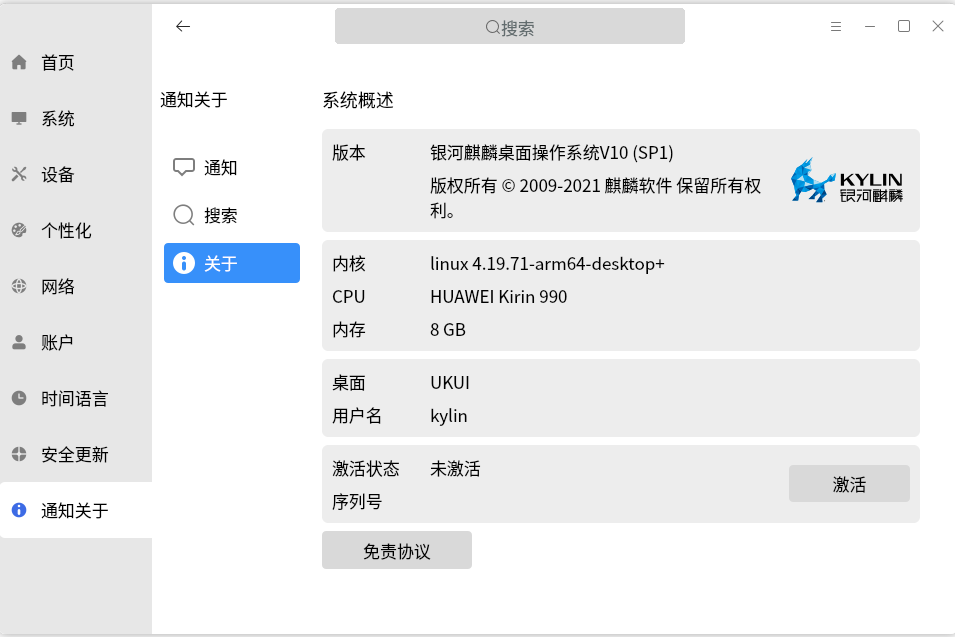 搜索
首页
系统
设备
个性化
网络
账户
时间语言
安全更新
通知关于
通知关于
通知
搜索
关于
系统概述
版本 银河麒麟桌面操作系统V10 (SP1)
版权所有 © 2009-2021 麒麟软件 保留所有权
利。
KYLIN
银河麒麟
内核 linux 4.19.71-arm64-desktop+
CPU HUAWEI Kirin 990
内存 8 GB
桌面 UKUI
用户名 kylin
激活状态 未激活
序列号
激活
免责协议